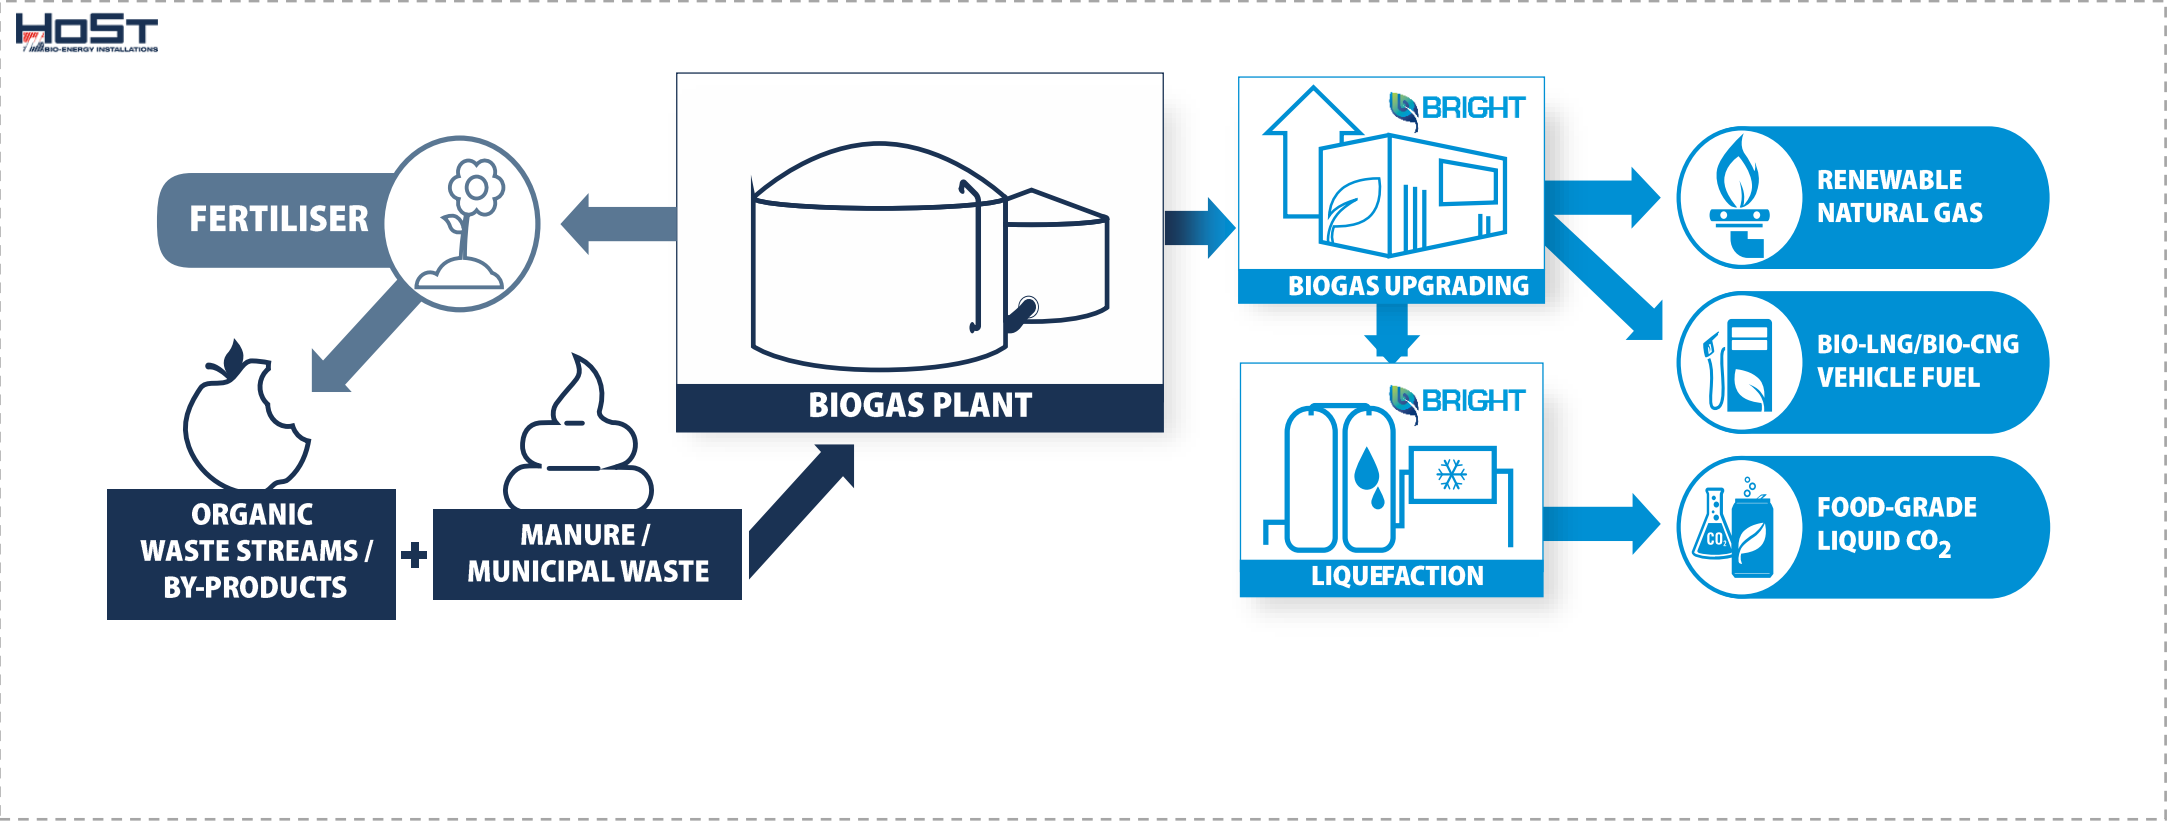 HoSt
BIO-ENERGY INSTALLATIONS
FERTILISER
ORGANIC
WASTE STREAMS /
BY-PRODUCTS
+
MANURE /
MUNICIPAL WASTE
BIOGAS PLANT
BRIGHT
BIOGAS UPGRADING
BRIGHT
LIQUEFACTION
RENEWABLE
NATURAL GAS
BIO-LNG/BIO-CNG
VEHICLE FUEL
CO₂
FOOD-GRADE
LIQUID CO₂